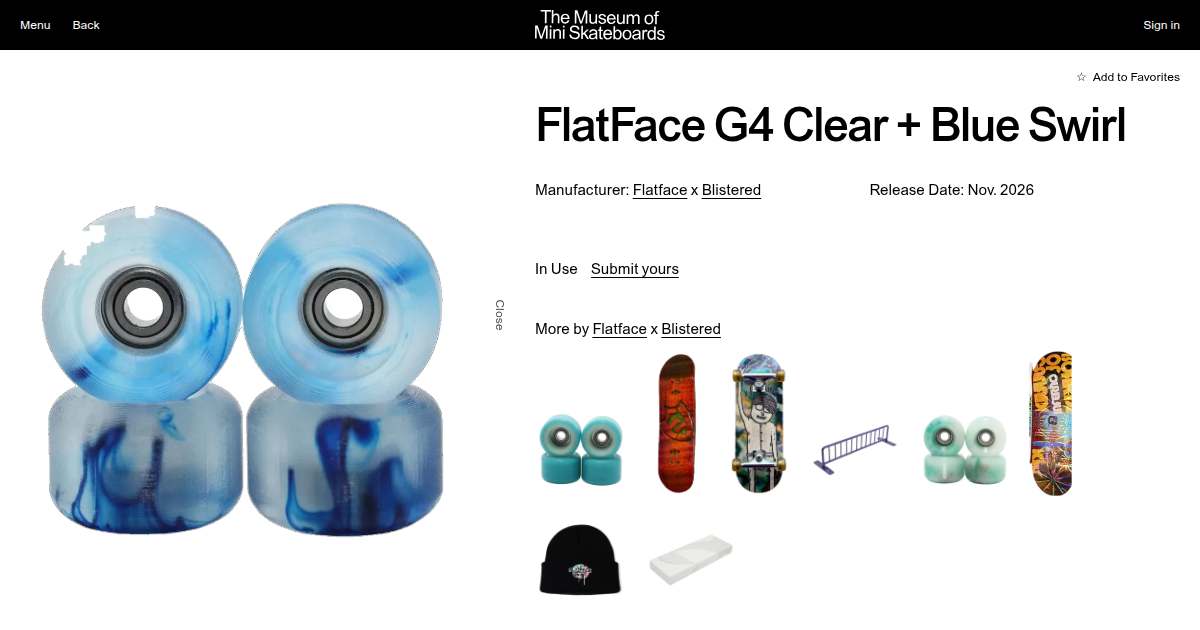 Menu
Back
The Museum of
Mini Skateboards
Sign in
☆ Add to Favorites
FlatFace G4 Clear + Blue Swirl
Manufacturer: Flatface x Blistered
Release Date: Nov. 2026
In Use Submit yours
Close
More by Flatface x Blistered